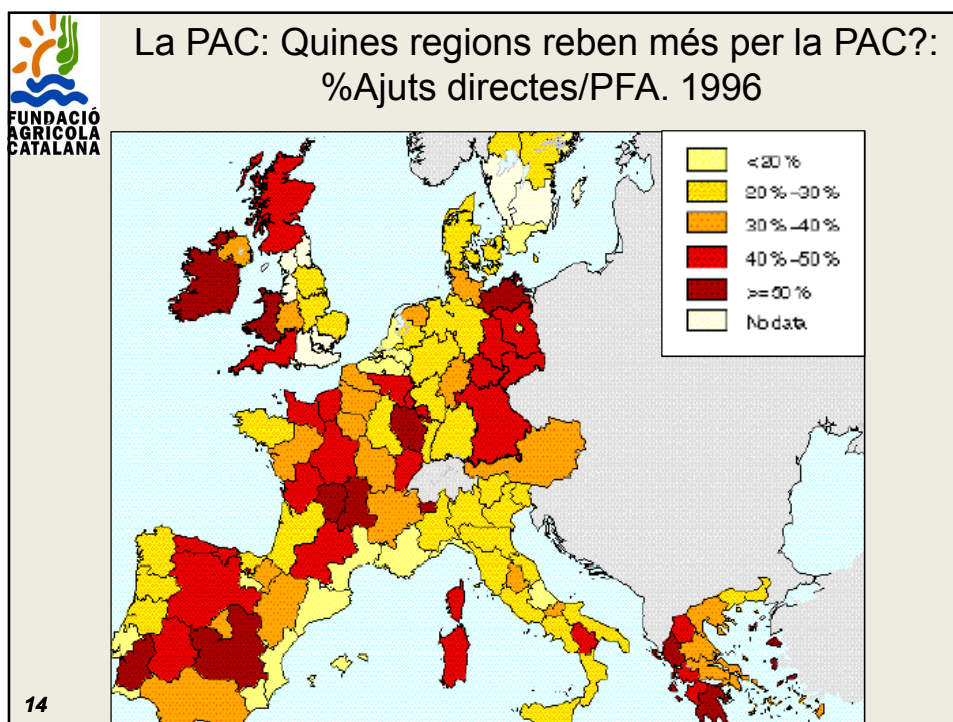 La PAC: Quines regions reben més per la PAC?:
%Ajuts directes/PFA. 1996
FUNDACIÓ
AGRÍCOLA
CATALANA
<20 %
20 % –30 %
30 % –40 %
40 % –50 %
>= 50 %
No data
14